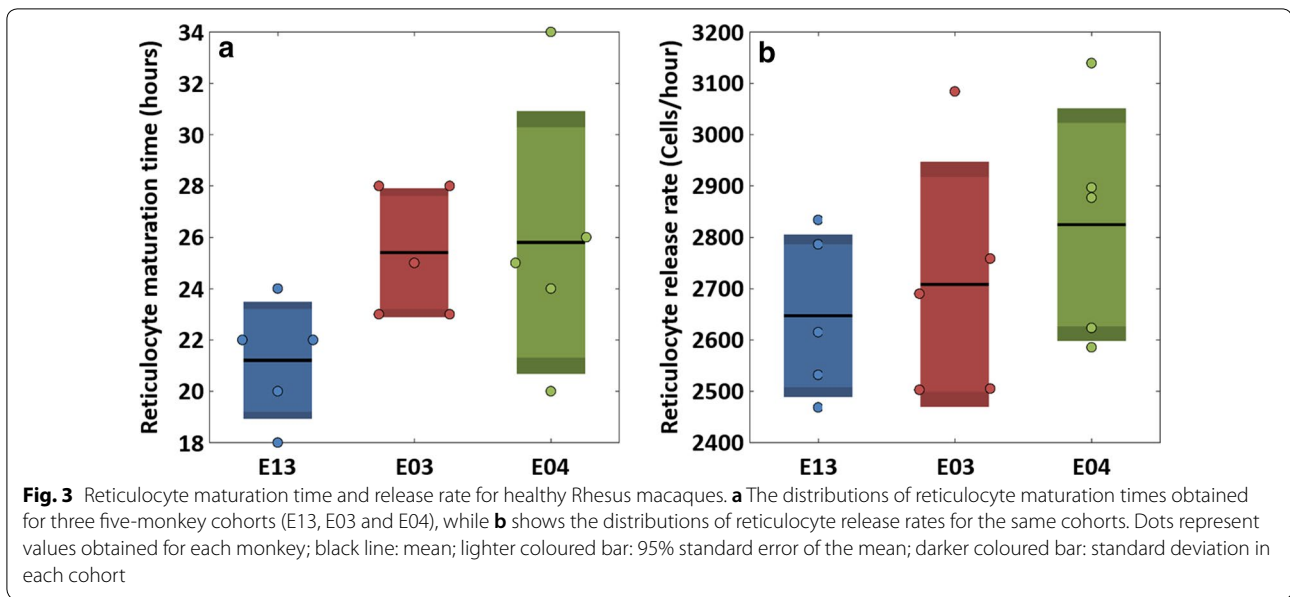 a
Reticulocyte maturation time (hours)
34
32
30
28
26
24
22
20
18
E13 E03 E04
b
Reticulocyte release rate (Cells/hour)
3200
3100
3000
2900
2800
2700
2600
2500
2400
E13 E03 E04
Fig. 3 Reticulocyte maturation time and release rate for healthy Rhesus macaques. a The distributions of reticulocyte maturation times obtained
for three five-monkey cohorts (E13, E03 and E04), while b shows the distributions of reticulocyte release rates for the same cohorts. Dots represent
values obtained for each monkey; black line: mean; lighter coloured bar: 95% standard error of the mean; darker coloured bar: standard deviation in
each cohort